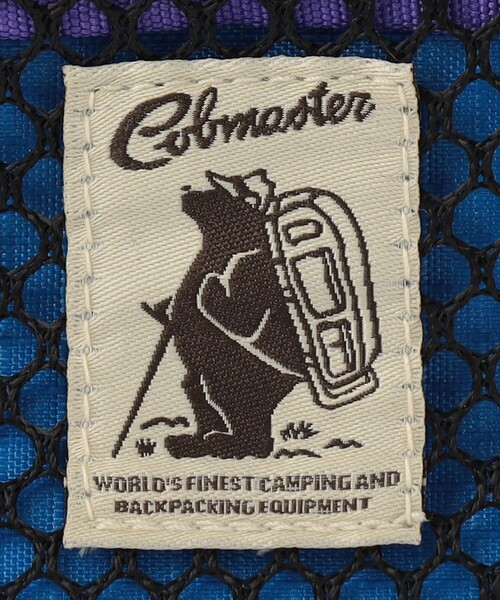 Cobmaster
WORLD'S FINEST CAMPING AND
BACKPACKING EQUIPMENT